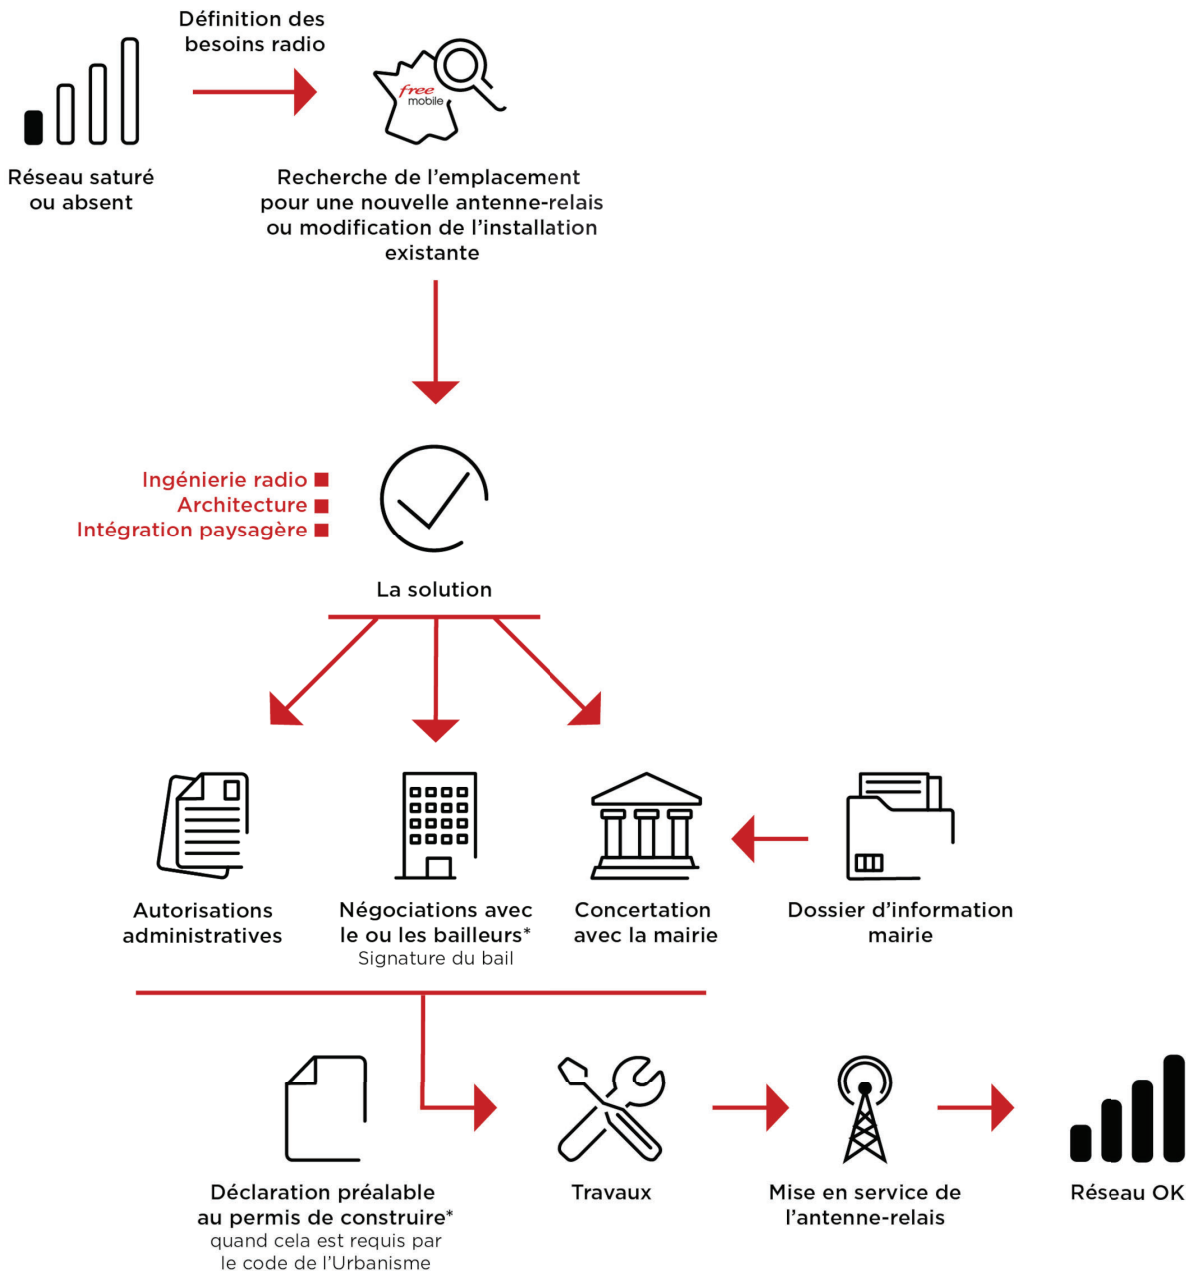 Définition des
besoins radio
free
mobile
Réseau saturé
ou absent
Recherche de l'emplacement
pour une nouvelle antenne-relais
ou modification de l'installation
existante
Ingénierie radio
Architecture
Intégration paysagère
La solution
Autorisations
administratives
Négociations avec
le ou les bailleurs*
Signature du bail
Concertation
avec la mairie
Dossier d'information
mairie
Déclaration préalable
au permis de construire*
quand cela est requis par
le code de l'Urbanisme
Travaux
Mise en service de
l'antenne-relais
Réseau OK